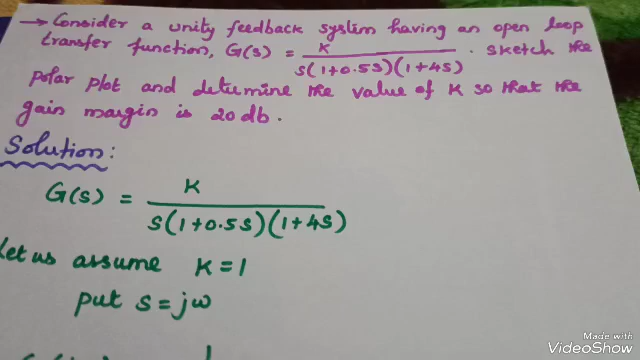 → Consider a unity feedback system having an open loop
transfer function, G(s) = K / s(1+0.5s)(1+4s) . Sketch the
polar plot and determine the value of K so that the
gain margin is 20 db.
Solution:
G(s) = K / s(1+0.5s)(1+4s)
Let us assume K = 1
put s = jω
Made with
VideoShow